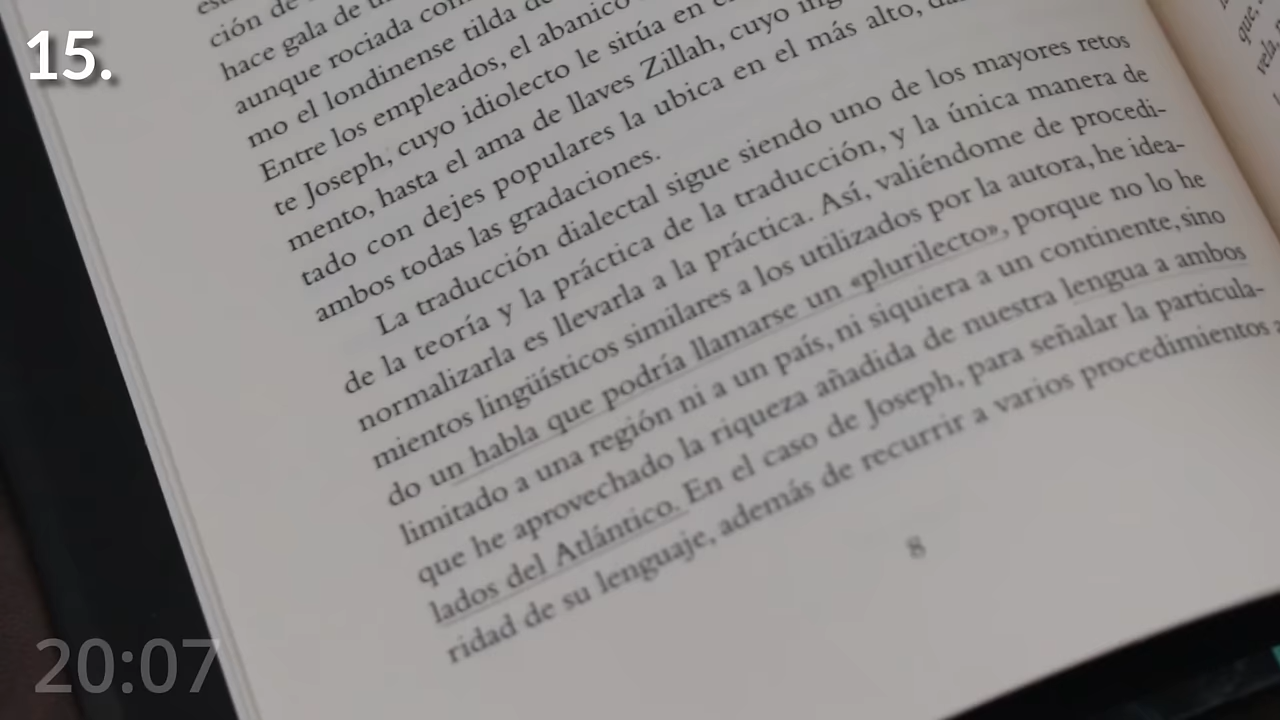 15.
ción de
hace gala de
aunque rociada con
mo el londinense tilda de
Entre los empleados, el abanico
te Joseph, cuyo idiolecto le sitúa en
mento, hasta el ama de llaves Zillah, cuyo
tado con dejes populares la ubica en el más alto,
ambos todas las gradaciones.
La traducción dialectal sigue siendo uno de los mayores retos
de la teoría y la práctica de la traducción, y la única manera de
normalizarla es llevarla a la práctica. Así, valiéndome de procedi-
mientos lingüísticos similares a los utilizados por la autora, he idea-
do un habla que podría llamarse un «plurilecto», porque no lo he
limitado a una región ni a un país, ni siquiera a un continente, sino
que he aprovechado la riqueza añadida de nuestra lengua a ambos
lados del Atlántico. En el caso de Joseph, para señalar la particula-
ridad de su lenguaje, además de recurrir a varios procedimientos
8
que,
20:07